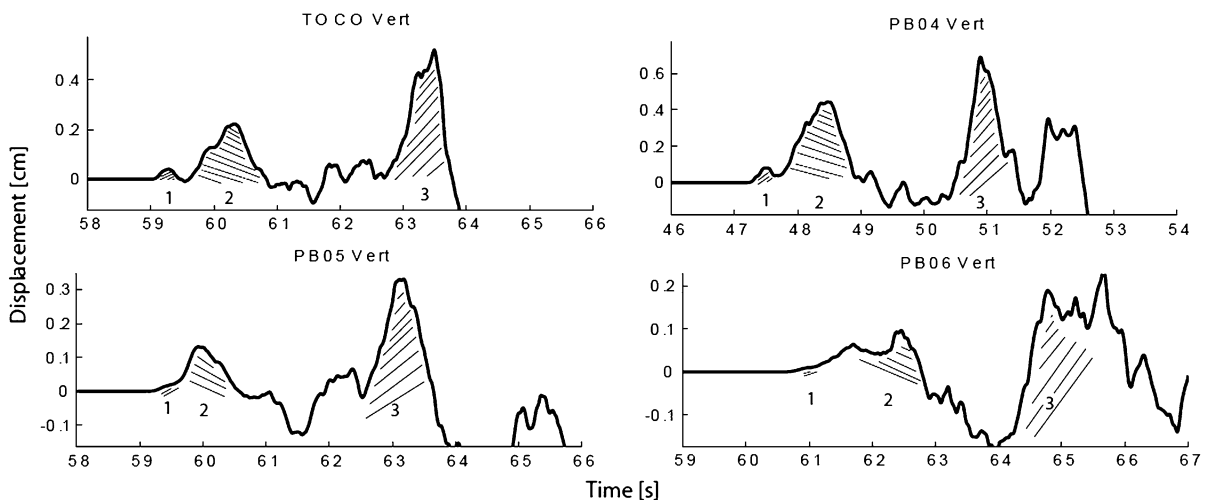 TOCO Vert
0.4
0.2
0
1 2 3
58 59 60 61 62 63 64 65 66
PB04 Vert
0.6
0.4
0.2
0
1 2 3
46 47 48 49 50 51 52 53 54
PB05 Vert
0.3
0.2
0.1
0
-0.1
1 2 3
58 59 60 61 62 63 64 65 66
PB06 Vert
0.2
0.1
0
-0.1
1 2 3
59 60 61 62 63 64 65 66 67
Displacement [cm]
Time [s]